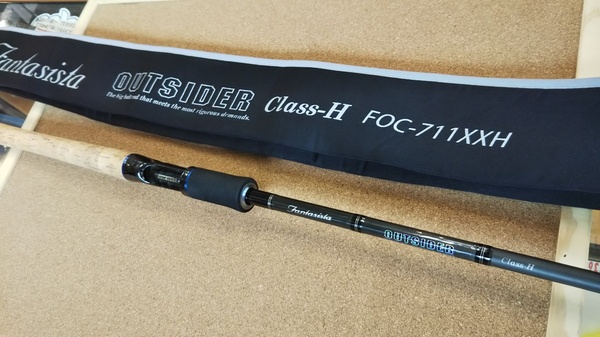 Fantasista
OUTSIDER
The big bait rod that meets the most rigorous demands.
Class-H
FOC-711XXH
Fantasista
OUTSIDER
Class-H